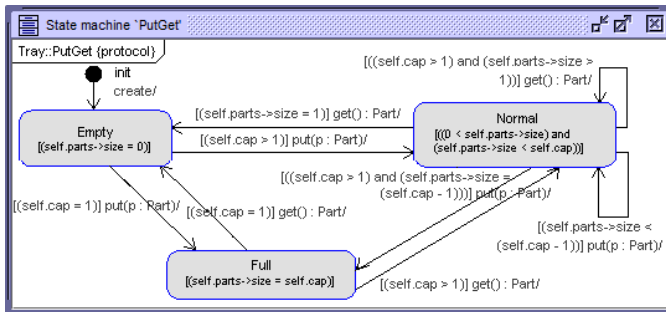 State machine `PutGet'
Tray::PutGet {protocol}
init
create/
[((self.cap > 1) and (self.parts->size >
1))] get() : Part/
[(self.parts->size = 1)] get() : Part/
Normal
[((0 < self.parts->size) and
(self.parts->size < self.cap))]
Empty
[(self.parts->size = 0)]
[(self.cap > 1)] put(p : Part)/
[((self.cap > 1) and (self.parts->size =
(self.cap - 1)))] put(p : Part)/
[(self.cap = 1)] put(p : Part)/
[(self.cap = 1)] get() : Part/
[(self.parts->size <
(self.cap - 1))] put(p : Part)/
Full
[(self.parts->size = self.cap)]
[(self.cap > 1)] get() : Part/